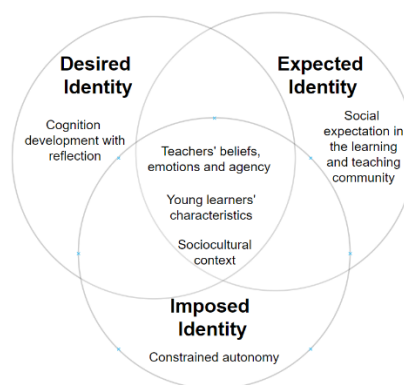 Desired
Identity
Expected
Identity
Cognition
development with
reflection
Social
expectation in
the learning
and teaching
community
Teachers' beliefs,
emotions and agency
Young learners'
characteristics
Sociocultural
context
Imposed
Identity
Constrained autonomy